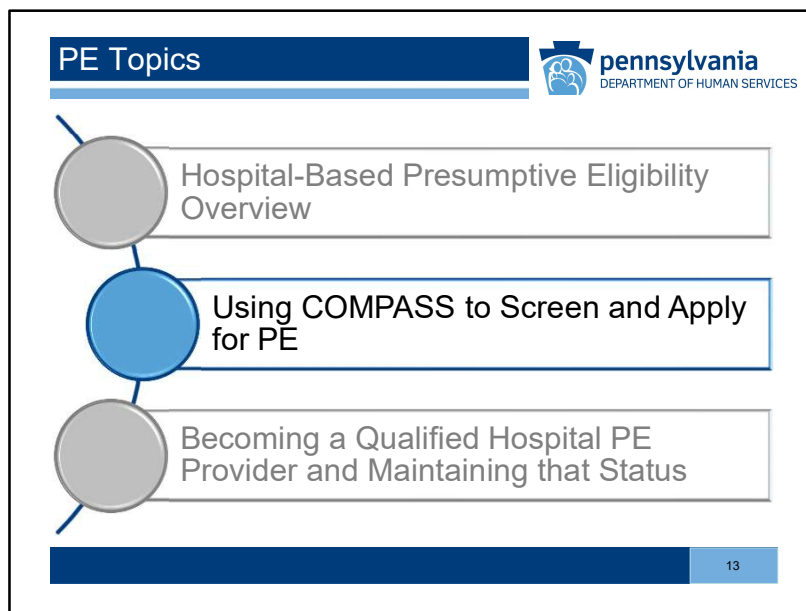 PE Topics
pennsylvania
DEPARTMENT OF HUMAN SERVICES
Hospital-Based Presumptive Eligibility
Overview
Using COMPASS to Screen and Apply
for PE
Becoming a Qualified Hospital PE
Provider and Maintaining that Status
13